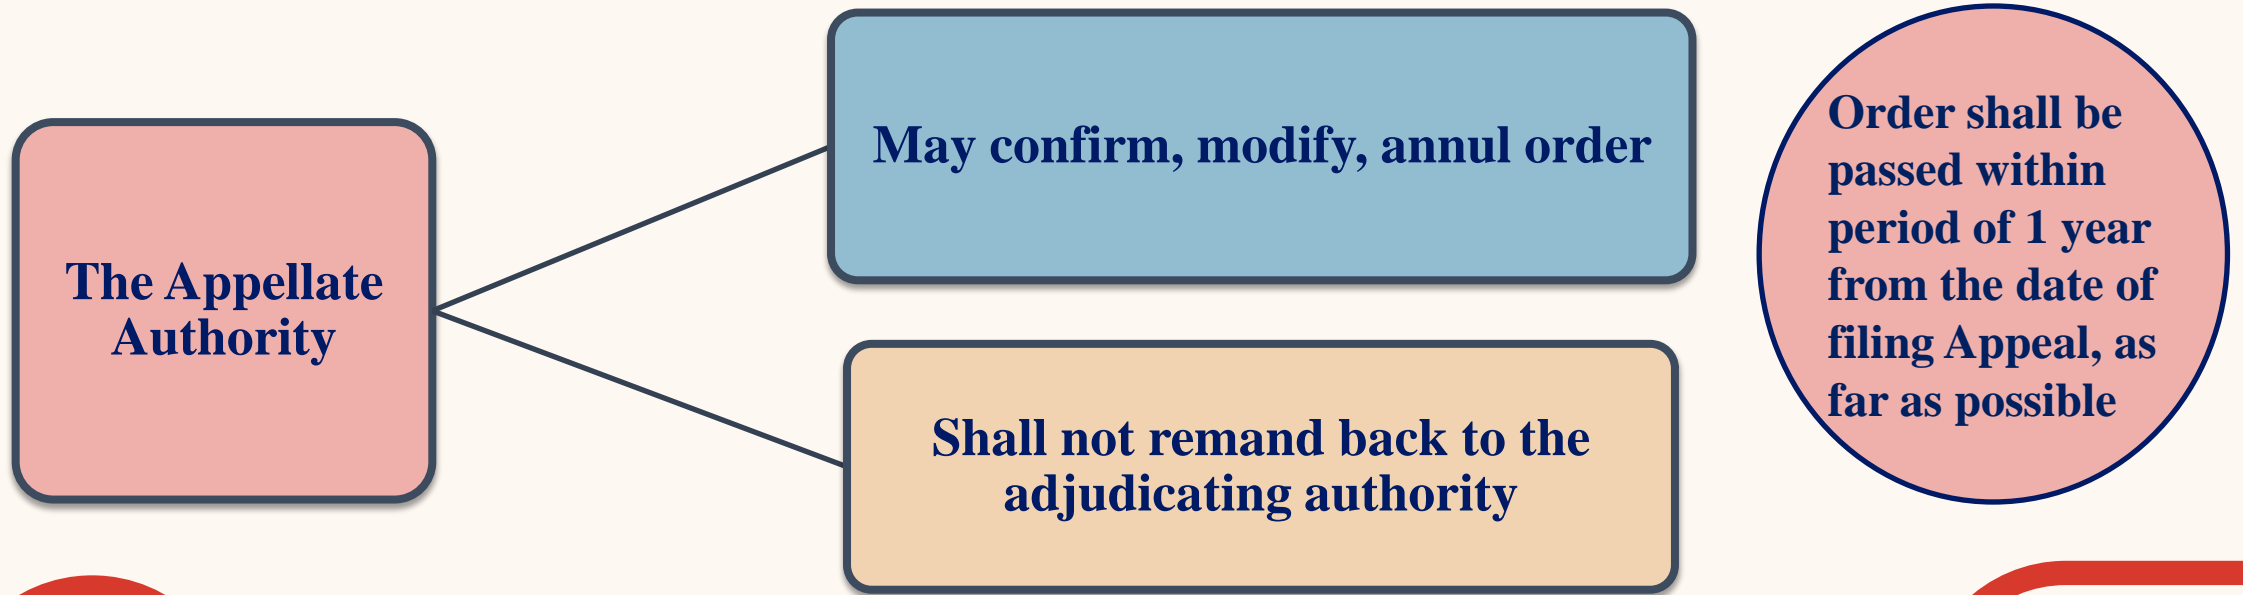 The Appellate
Authority
May confirm, modify, annul order
Shall not remand back to the
adjudicating authority
Order shall be
passed within
period of 1 year
from the date of
filing Appeal, as
far as possible